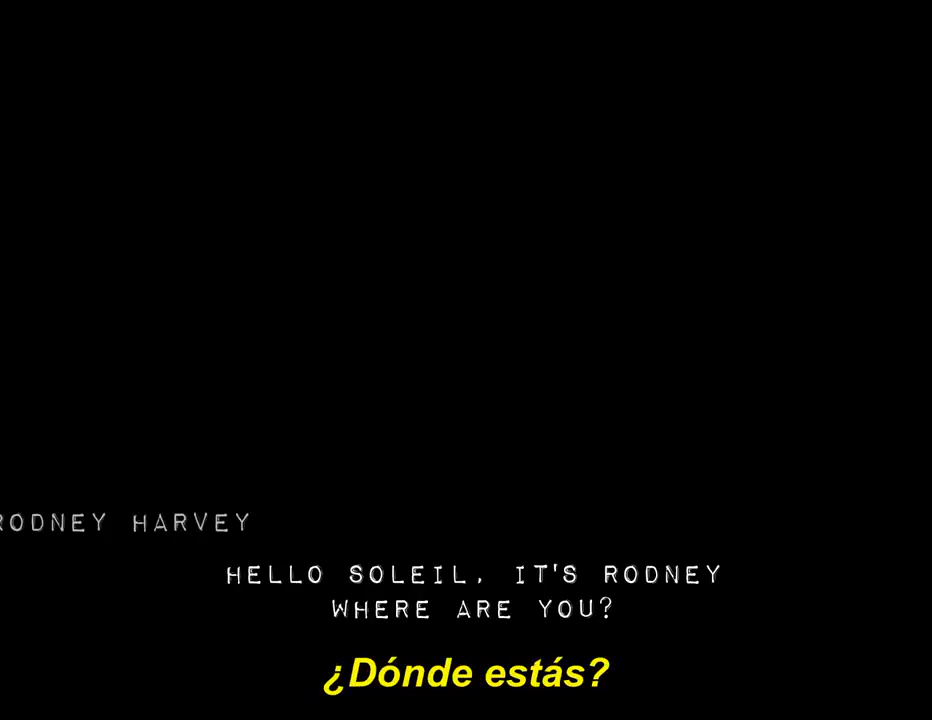 RODNEY HARVEY
HELLO SOLEIL, IT'S RODNEY
WHERE ARE YOU?
¿Dónde estás?